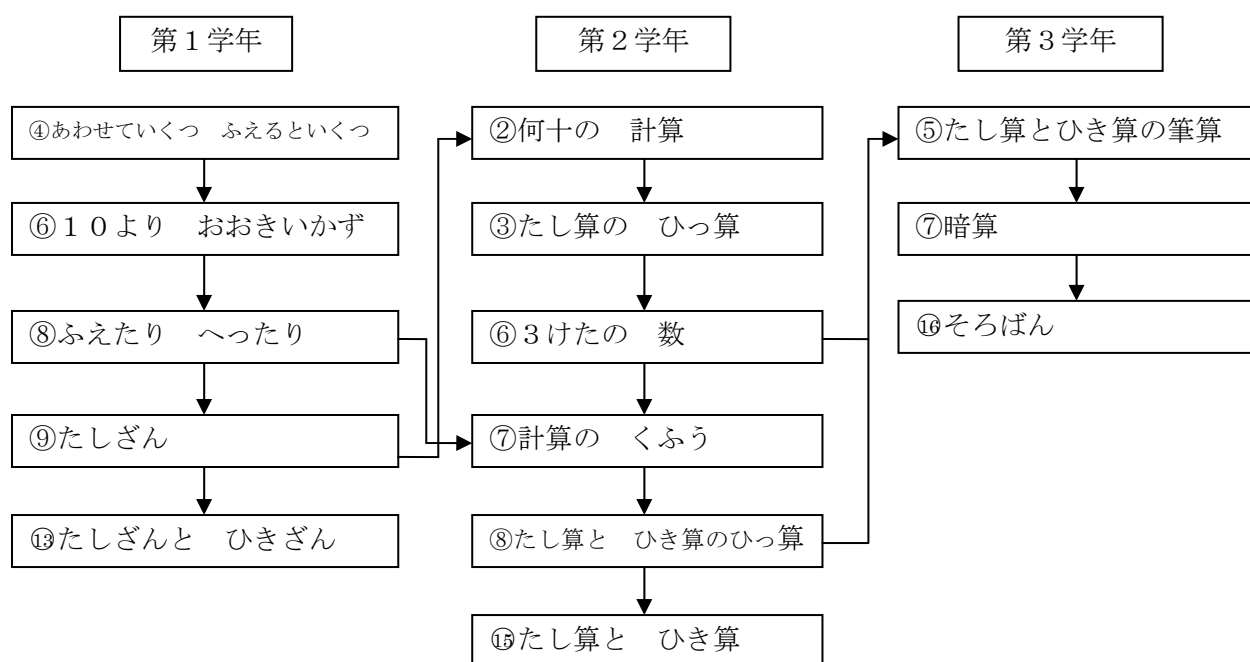 第１学年
④あわせていくつ　ふえるといくつ
⑥１０より　おおきいかず
⑧ふえたり　へったり
⑨たしざん
⑬たしざんと　ひきざん
第２学年
②何十の　計算
③たし算の　ひっ算
⑥３けたの　数
⑦計算の　くふう
⑧たし算と　ひき算のひっ算
⑮たし算と　ひき算
第３学年
⑤たし算とひき算の筆算
⑦暗算
⑯そろばん